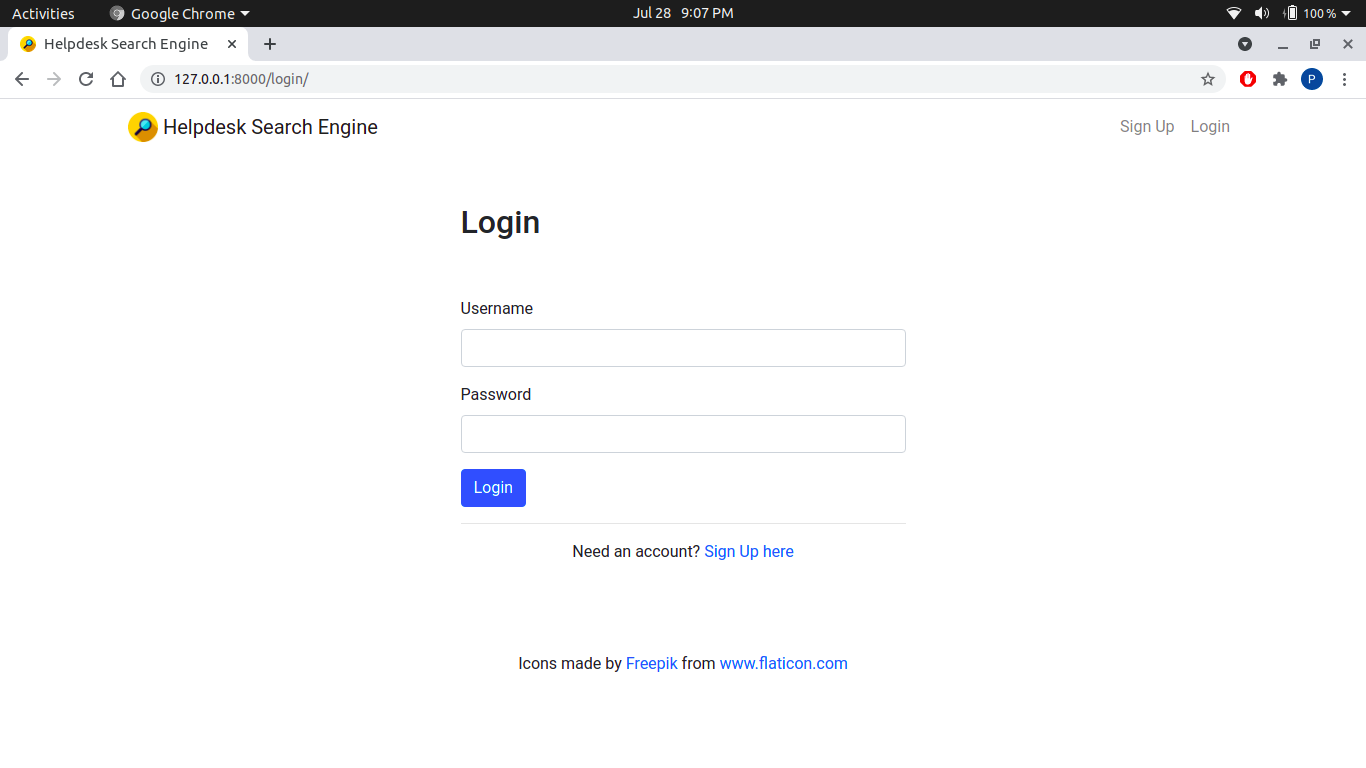 Activities Google Chrome Jul 28 9:07 PM 100 %
Helpdesk Search Engine
127.0.0.1:8000/login/ P
Helpdesk Search Engine Sign Up Login
Login
Username
Password
Login
Need an account? Sign Up here
Icons made by Freepik from www.flaticon.com